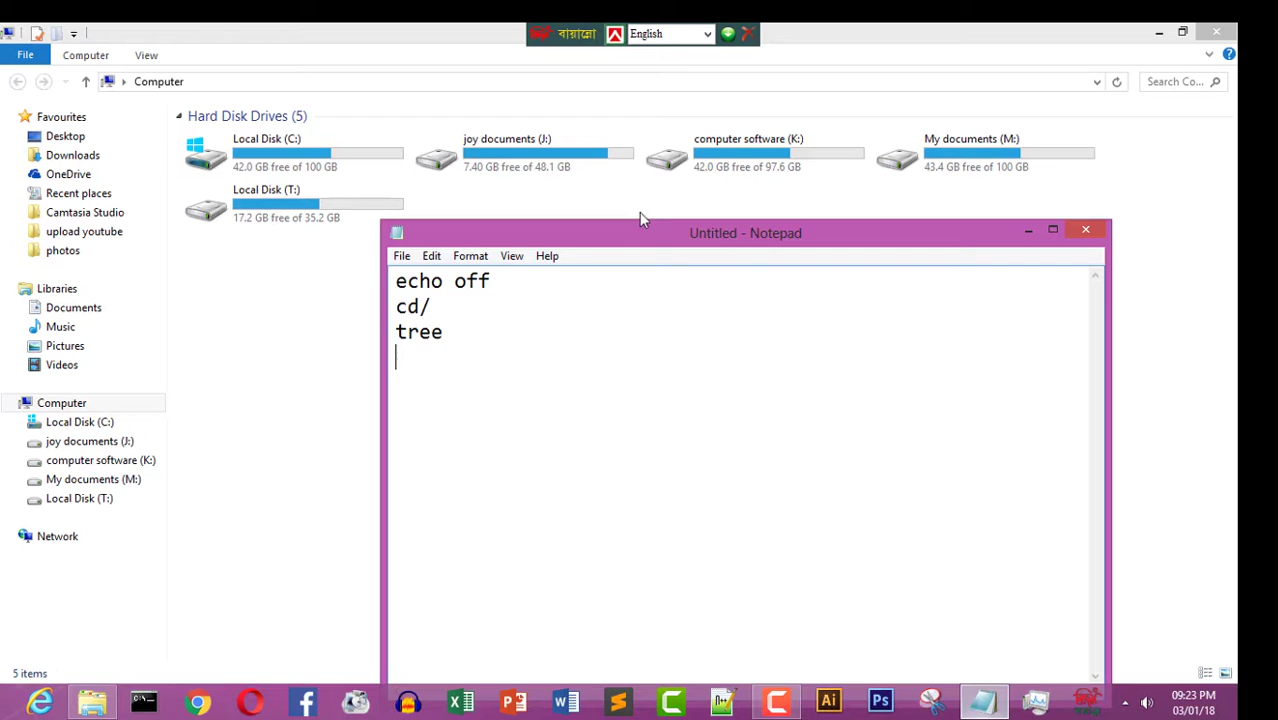 বায়ান্নো
English
File
Computer
View
Computer
Search Co...
Favourites
Desktop
Downloads
OneDrive
Recent places
Camtasia Studio
upload youtube
photos
Libraries
Documents
Music
Pictures
Videos
Computer
Local Disk (C:)
joy documents (J:)
computer software (K:)
My documents (M:)
Local Disk (T:)
Network
Hard Disk Drives (5)
Local Disk (C:)
42.0 GB free of 100 GB
joy documents (J:)
7.40 GB free of 48.1 GB
computer software (K:)
42.0 GB free of 97.6 GB
My documents (M:)
43.4 GB free of 100 GB
Local Disk (T:)
17.2 GB free of 35.2 GB
Untitled - Notepad
File Edit Format View Help
echo off
cd/
tree
5 items
09:23 PM
03/01/18